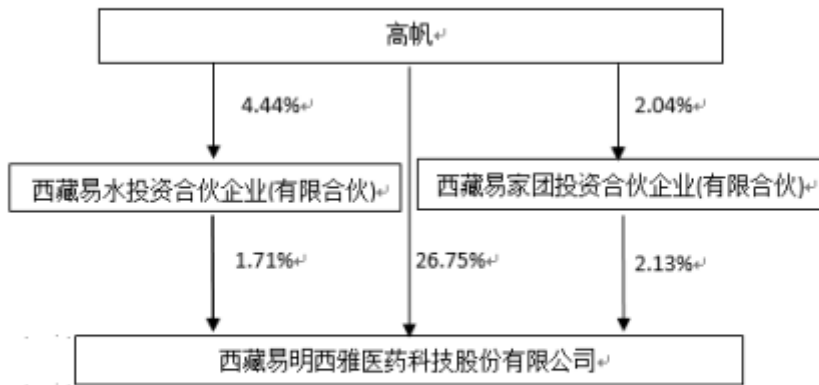 高帆
4.44%
2.04%
西藏易水投资合伙企业(有限合伙)
西藏易家团投资合伙企业(有限合伙)
1.71%
26.75%
2.13%
西藏易明西雅医药科技股份有限公司